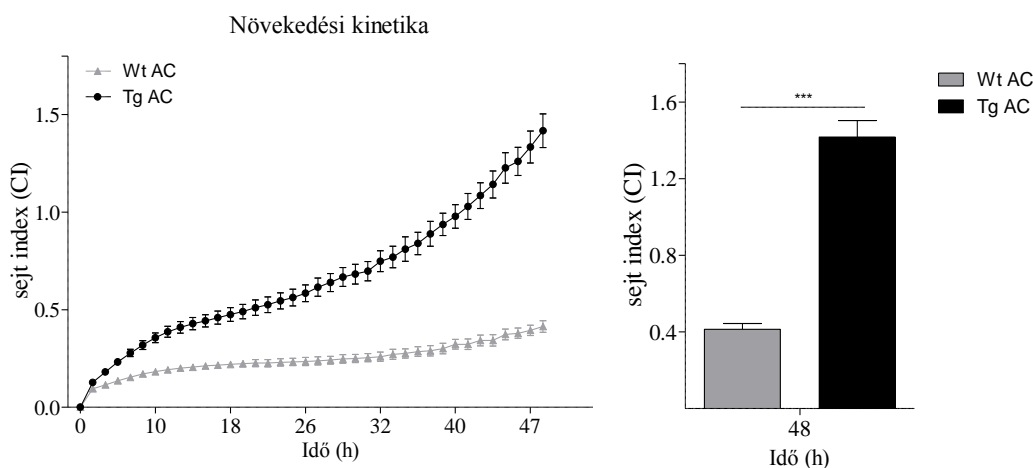 Növekedési kinetika
Wt AC
Tg AC
sejt index (CI)
1.5
1.0
0.5
0.0
0 10 18 26 32 40 47
Idő (h)
Wt AC
Tg AC
***
sejt index (CI)
1.6
1.2
0.8
0.4
48
Idő (h)